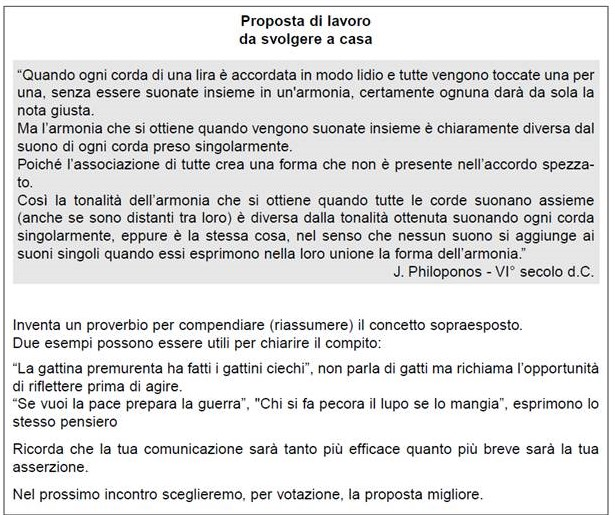 Proposta di lavoro
da svolgere a casa
“Quando ogni corda di una lira è accordata in modo lidio e tutte vengono toccate una per
una, senza essere suonate insieme in un'armonia, certamente ognuna darà da sola la
nota giusta.
Ma l’armonia che si ottiene quando vengono suonate insieme è chiaramente diversa dal
suono di ogni corda preso singolarmente.
Poiché l’associazione di tutte crea una forma che non è presente nell’accordo spezza-
to.
Così la tonalità dell’armonia che si ottiene quando tutte le corde suonano assieme
(anche se sono distanti tra loro) è diversa dalla tonalità ottenuta suonando ogni corda
singolarmente, eppure è la stessa cosa, nel senso che nessun suono si aggiunge ai
suoni singoli quando essi esprimono nella loro unione la forma dell’armonia.”
J. Philoponos - VI° secolo d.C.
Inventa un proverbio per compendiare (riassumere) il concetto sopraesposto.
Due esempi possono essere utili per chiarire il compito:
“La gattina premurenta ha fatti i gattini ciechi”, non parla di gatti ma richiama l’opportunità
di riflettere prima di agire.
“Se vuoi la pace prepara la guerra”, "Chi si fa pecora il lupo se lo mangia”, esprimono lo
stesso pensiero
Ricorda che la tua comunicazione sarà tanto più efficace quanto più breve sarà la tua
asserzione.
Nel prossimo incontro sceglieremo, per votazione, la proposta migliore.